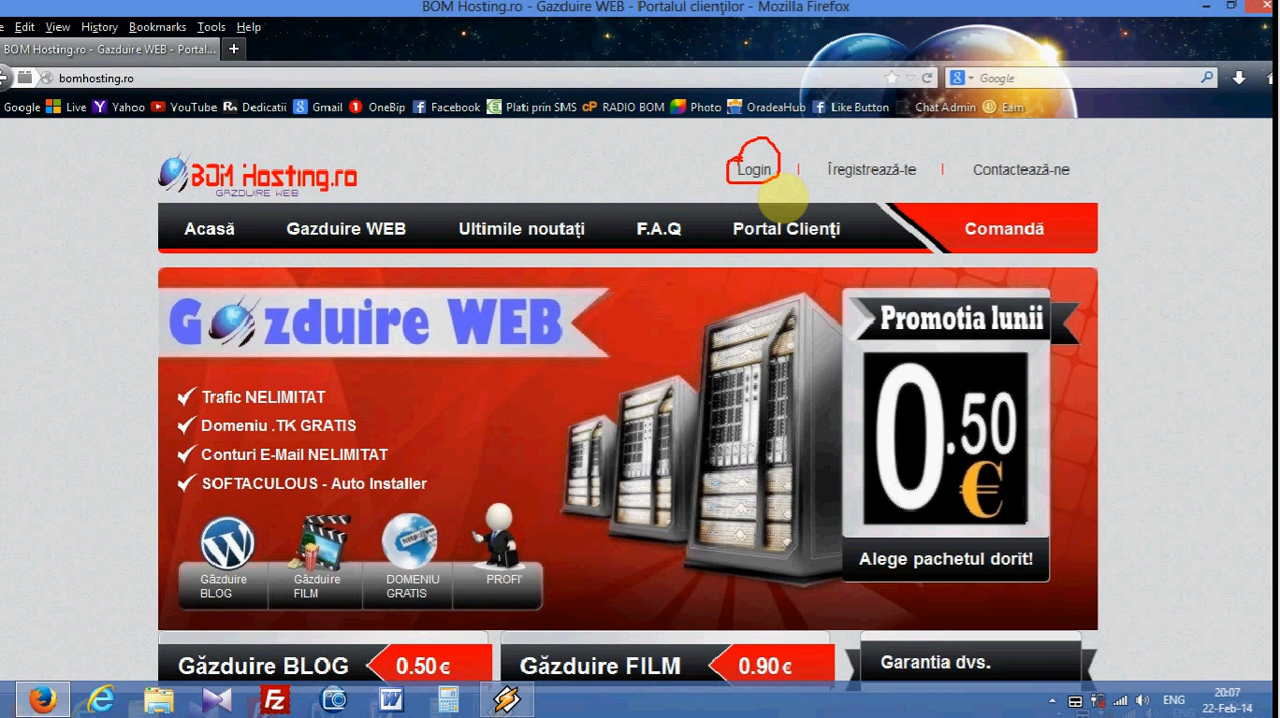 BOM Hosting.ro - Gazduire WEB - Portalul clienţilor - Mozilla Firefox
Edit View History Bookmarks Tools Help
BOM Hosting.ro - Gazduire WEB - Portal... +
bomhosting.ro
Google
Google Live Yahoo YouTube Dedicatii Gmail OneBip Facebook Plati prin SMS cP RADIO BOM Photo OradeaHub Like Button Chat Admin Earn
BOM Hosting.ro
GAZDUIRE WEB
Login | Îregistrează-te | Contactează-ne
Acasă Gazduire WEB Ultimile noutați F.A.Q Portal Clienți Comandă
Gazduire WEB
Promotia lunii
0.50
€
Trafic NELIMITAT
Domeniu .TK GRATIS
Conturi E-Mail NELIMITAT
SOFTACULOUS - Auto Installer
Alege pachetul dorit!
Găzduire
BLOG
Găzduire
FILM
DOMENIU
GRATIS
PROFI'
Găzduire BLOG 0.50€
Găzduire FILM 0.90€
Garantia dvs.
ENG
20:07
22-Feb-14